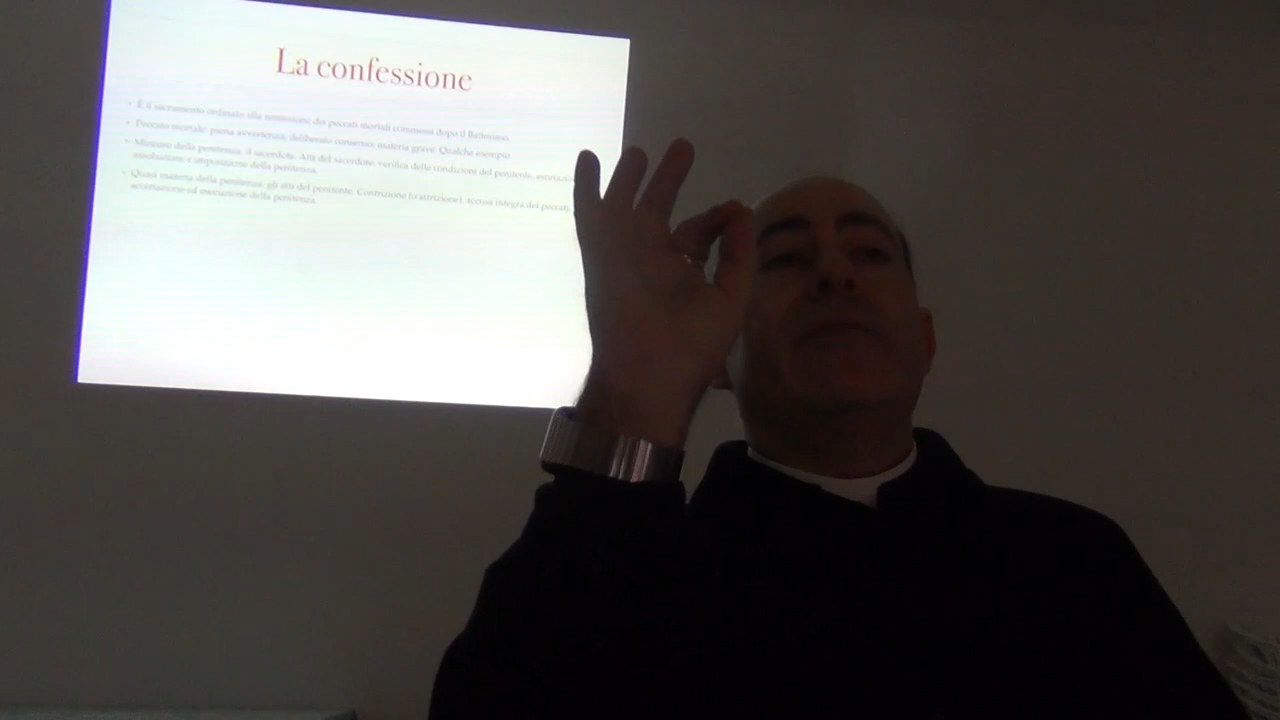 La confessione
• È il sacramento ordinato alla remissione dei peccati mortali commessi dopo il Battesimo.
• Peccato mortale: piena avvertenza, deliberato consenso, materia grave. Qualche esempio
• Ministro della penitenza: il sacerdote. Atti del sacerdote: verifica delle condizioni del penitente,
assoluzione e imposizione della penitenza.
• Quasi materia della penitenza: gli atti del penitente. Contrizione (o attrizione), accusa integra dei peccati,
accettazione ed esecuzione della penitenza.